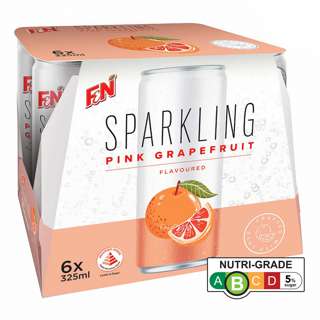 F&N
SPARKLING
PINK GRAPEFRUIT
FLAVOURED
6x
325ml
NUTRI-GRADE
A B C D 5%
sugar